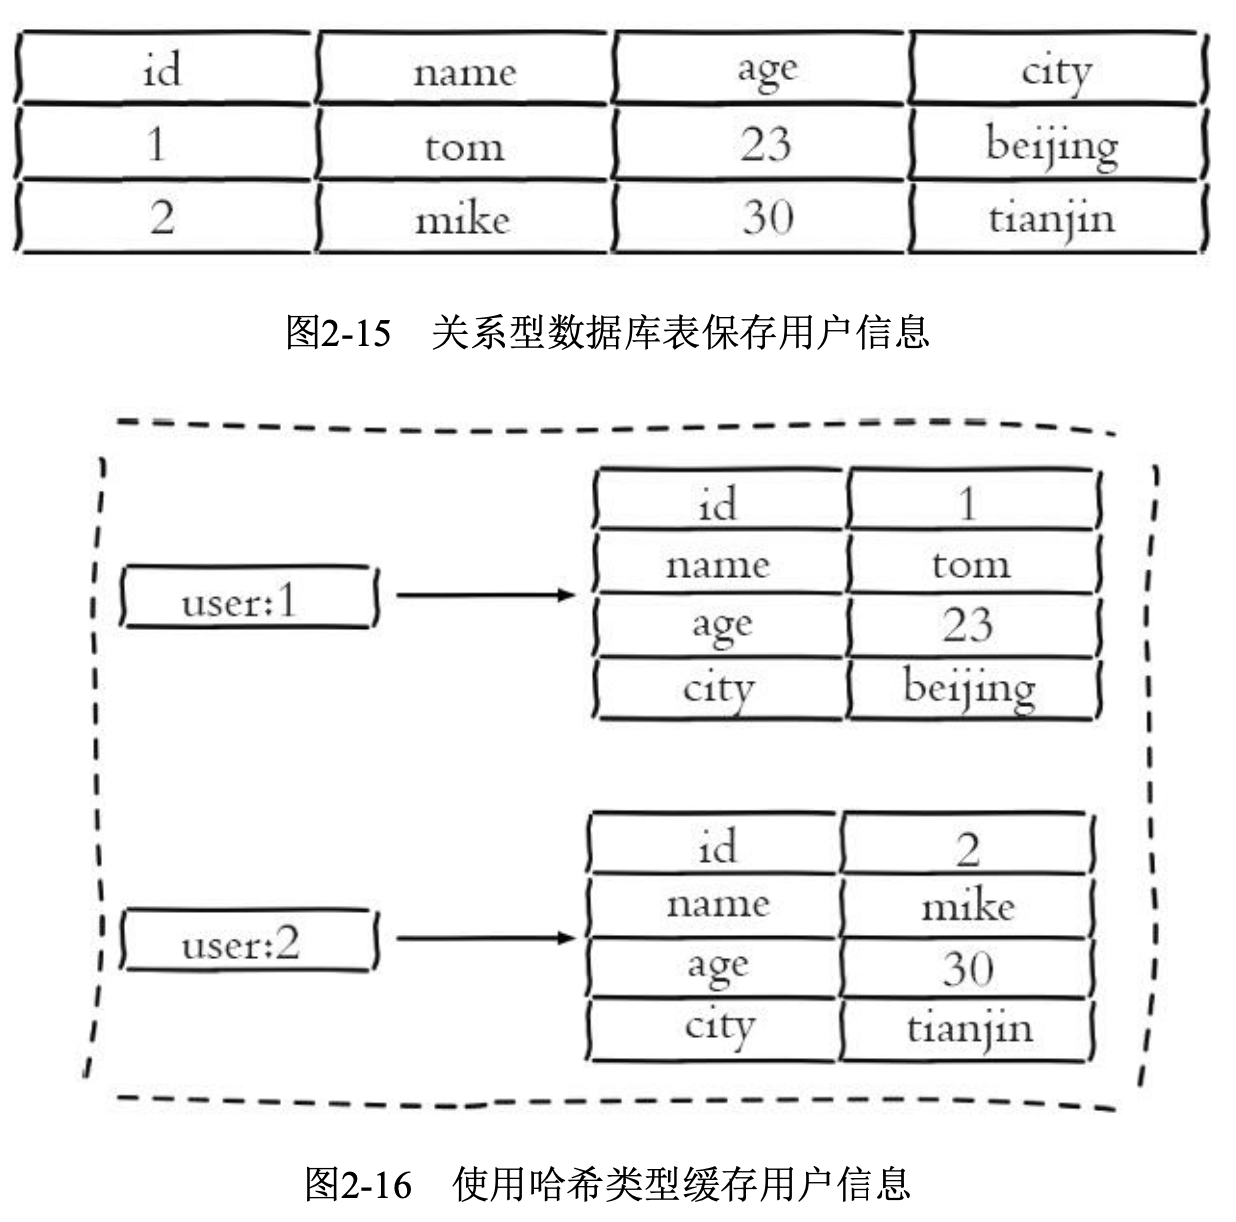 id name age city
1 tom 23 beijing
2 mike 30 tianjin
图2-15 关系型数据库表保存用户信息
user:1
id 1
name tom
age 23
city beijing
user:2
id 2
name mike
age 30
city tianjin
图2-16 使用哈希类型缓存用户信息